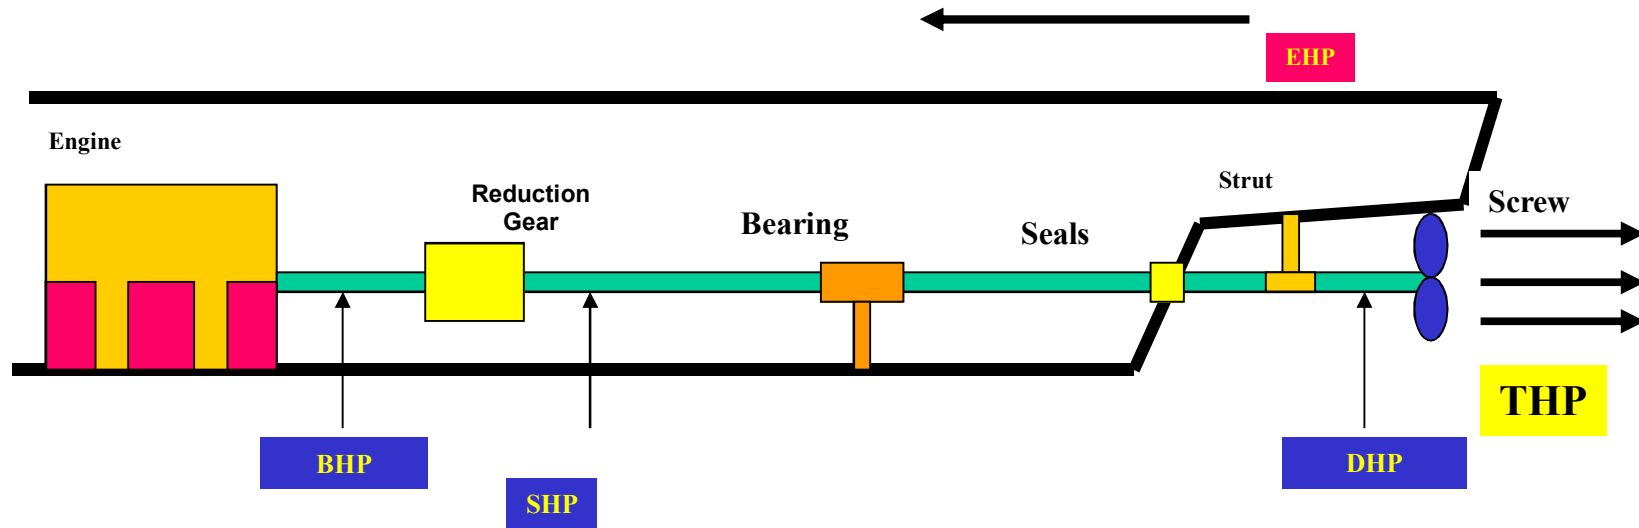 EHP
Engine
Reduction
Gear
Bearing
Seals
Strut
Screw
THP
BHP
SHP
DHP